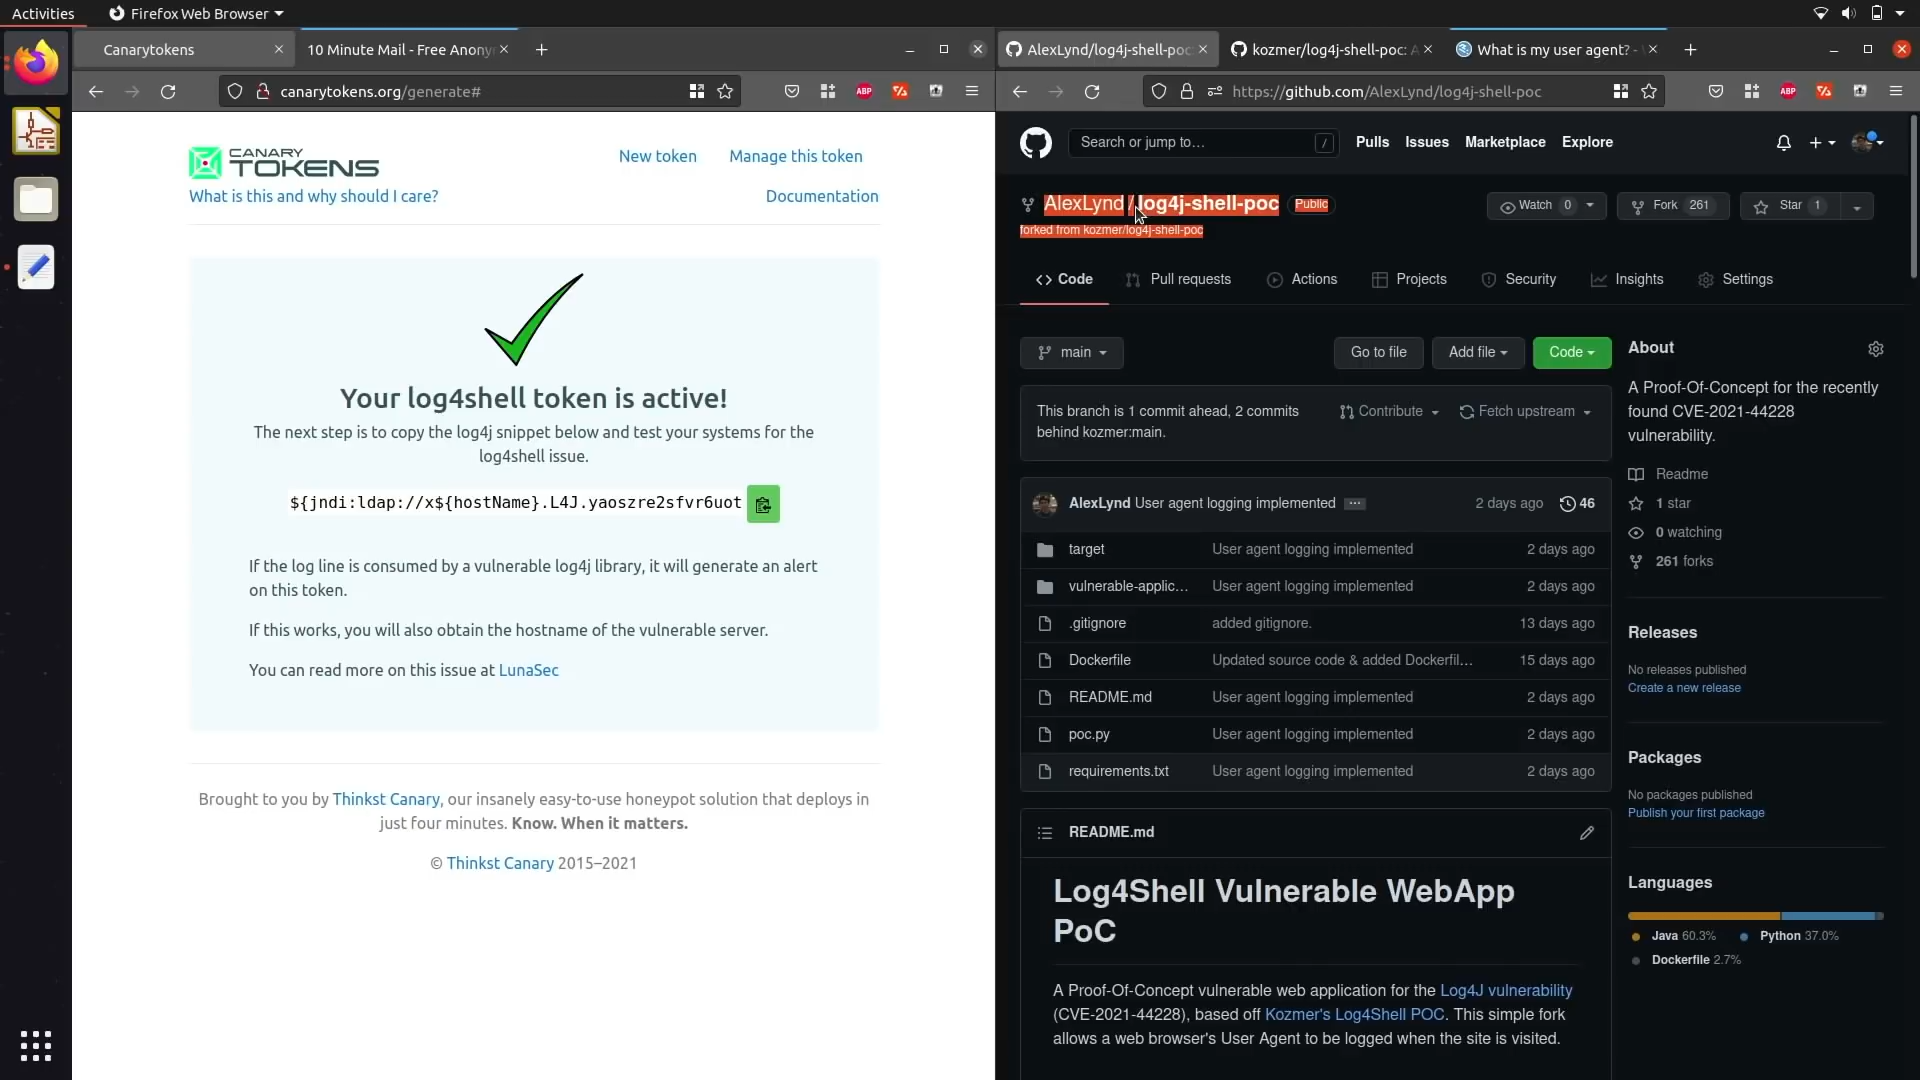 Activities
Firefox Web Browser
Canarytokens
10 Minute Mail - Free Anony
canarytokens.org/generate#
ABP
CANARY
TOKENS
New token
Manage this token
What is this and why should I care?
Documentation
Your log4shell token is active!
The next step is to copy the log4j snippet below and test your systems for the
log4shell issue.
${jndi:ldap://x${hostName}.L4J.yaoszre2sfvr6uot
If the log line is consumed by a vulnerable log4j library, it will generate an alert
on this token.
If this works, you will also obtain the hostname of the vulnerable server.
You can read more on this issue at LunaSec
Brought to you by Thinkst Canary, our insanely easy-to-use honeypot solution that deploys in
just four minutes. Know. When it matters.
© Thinkst Canary 2015–2021
AlexLynd/log4j-shell-poc
kozmer/log4j-shell-poc: A
What is my user agent? -
https://github.com/AlexLynd/log4j-shell-poc
ABP
Search or jump to…
/
Pulls
Issues
Marketplace
Explore
AlexLynd / log4j-shell-poc
Public
forked from kozmer/log4j-shell-poc
Watch 0
Fork 261
Star 1
Code
Pull requests
Actions
Projects
Security
Insights
Settings
main
Go to file
Add file
Code
This branch is 1 commit ahead, 2 commits
behind kozmer:main.
Contribute
Fetch upstream
AlexLynd User agent logging implemented
2 days ago
46
target User agent logging implemented 2 days ago
vulnerable-applic… User agent logging implemented 2 days ago
.gitignore added gitignore. 13 days ago
Dockerfile Updated source code & added Dockerfil… 15 days ago
README.md User agent logging implemented 2 days ago
poc.py User agent logging implemented 2 days ago
requirements.txt User agent logging implemented 2 days ago
README.md
Log4Shell Vulnerable WebApp
PoC
A Proof-Of-Concept vulnerable web application for the Log4J vulnerability
(CVE-2021-44228), based off Kozmer's Log4Shell POC. This simple fork
allows a web browser's User Agent to be logged when the site is visited.
About
A Proof-Of-Concept for the recently
found CVE-2021-44228
vulnerability.
Readme
1 star
0 watching
261 forks
Releases
No releases published
Create a new release
Packages
No packages published
Publish your first package
Languages
Java 60.3%
Python 37.0%
Dockerfile 2.7%